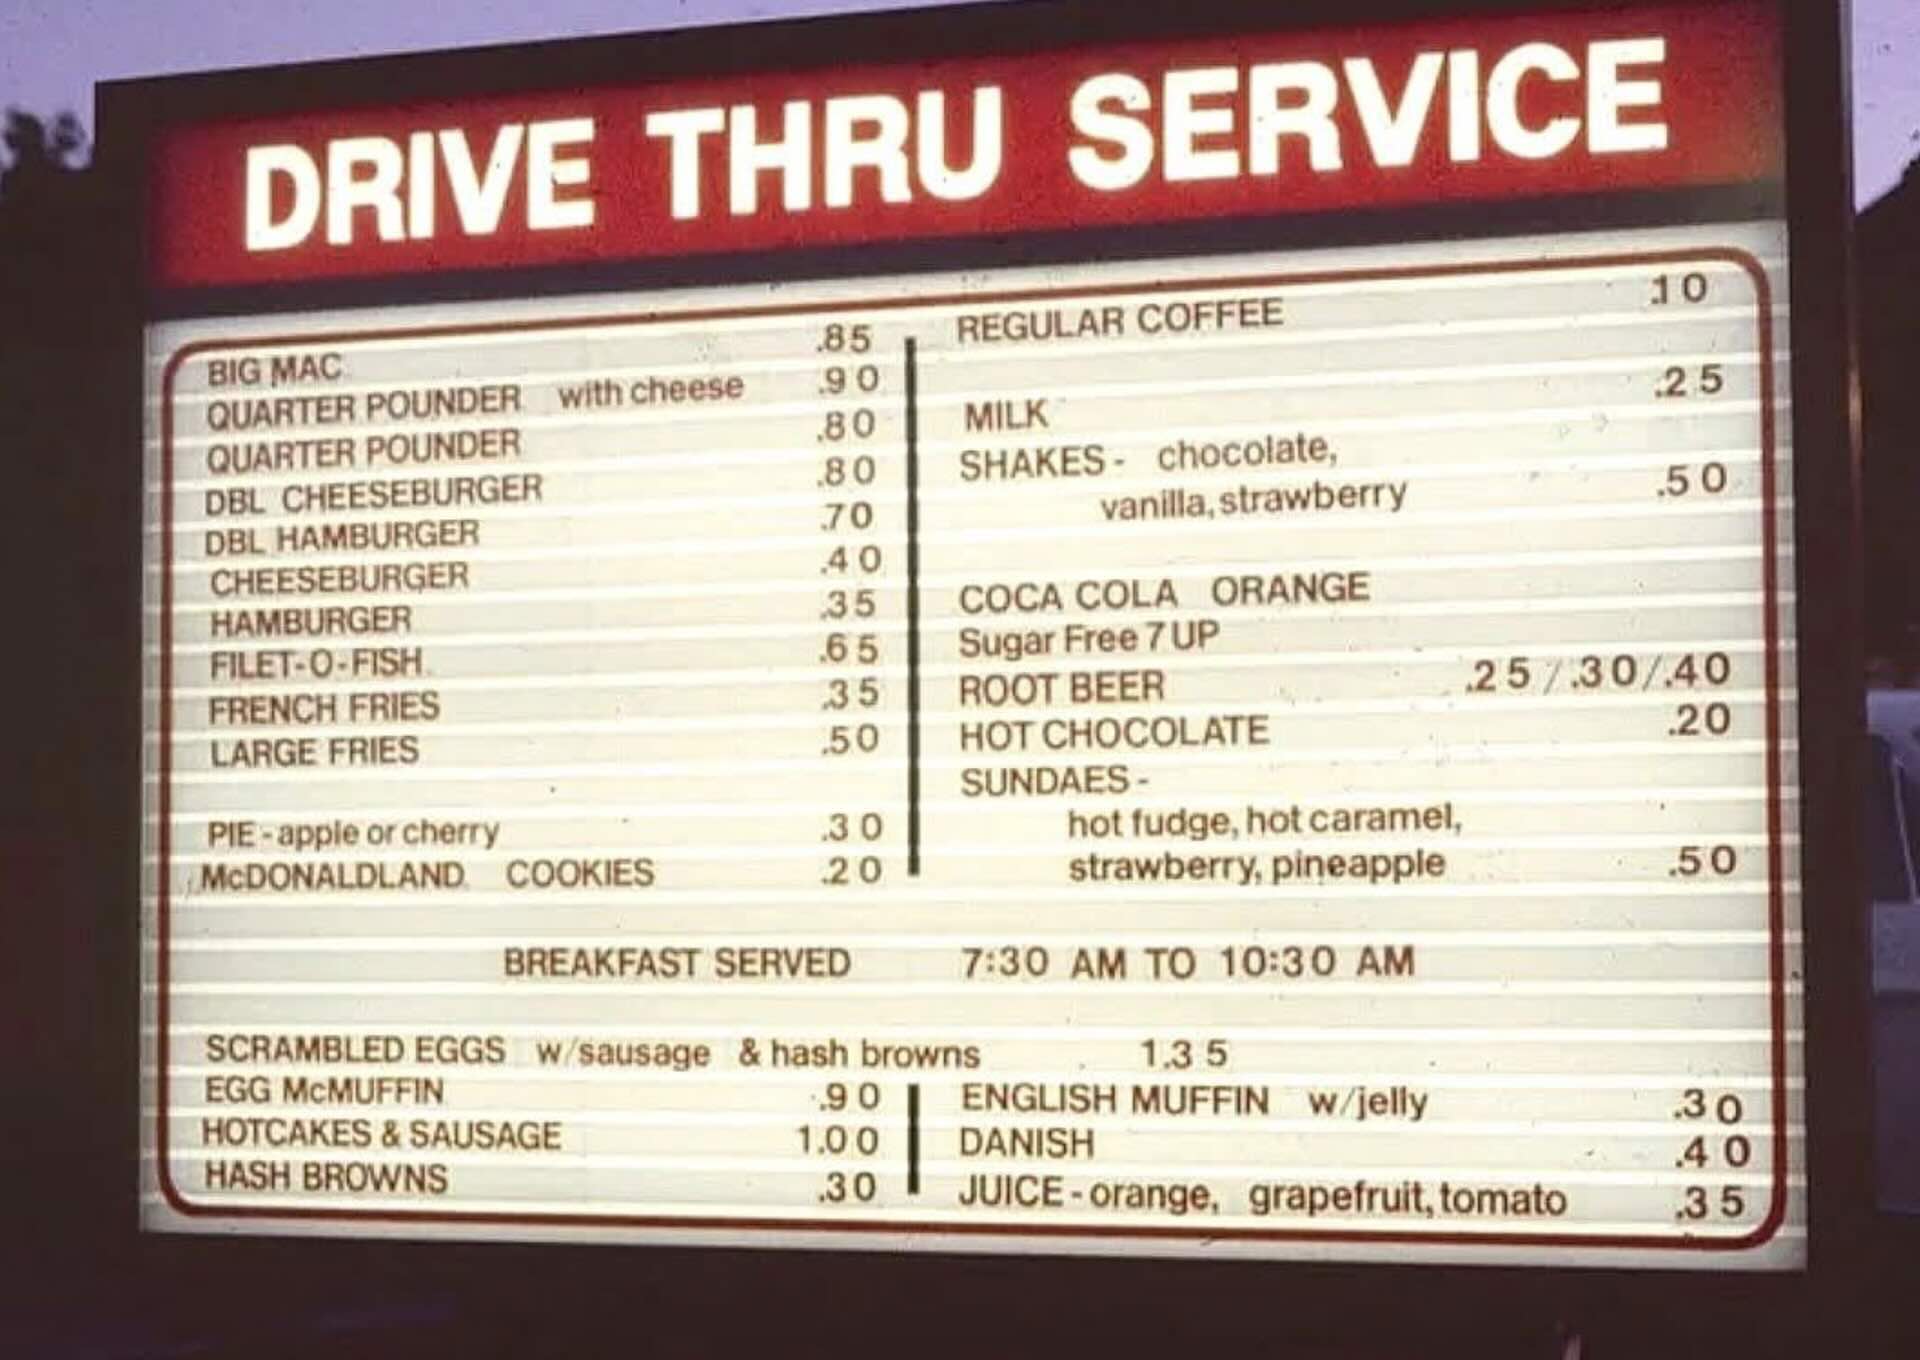 DRIVE THRU SERVICE
BIG MAC .85
QUARTER POUNDER with cheese .90
QUARTER POUNDER .80
DBL CHEESEBURGER .80
DBL HAMBURGER .70
CHEESEBURGER .40
HAMBURGER .35
FILET-O-FISH .65
FRENCH FRIES .35
LARGE FRIES .50
PIE - apple or cherry .30
McDONALDLAND COOKIES .20
REGULAR COFFEE .10
MILK .25
SHAKES - chocolate,
vanilla, strawberry .50
COCA COLA ORANGE
Sugar Free 7 UP
ROOT BEER .25/.30/.40
HOT CHOCOLATE .20
SUNDAES -
hot fudge, hot caramel,
strawberry, pineapple .50
BREAKFAST SERVED 7:30 AM TO 10:30 AM
SCRAMBLED EGGS w/sausage & hash browns 1.35
EGG McMUFFIN .90
HOTCAKES & SAUSAGE 1.00
HASH BROWNS .30
ENGLISH MUFFIN w/jelly .30
DANISH .40
JUICE - orange, grapefruit, tomato .35